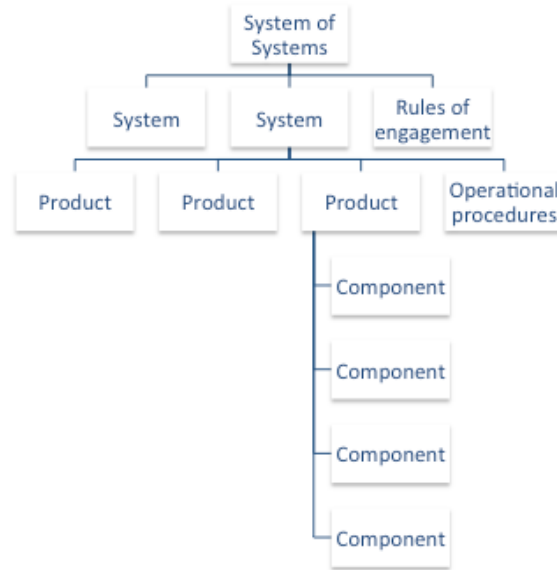 System of
Systems
System
System
Rules of
engagement
Product
Product
Product
Operational
procedures
Component
Component
Component
Component